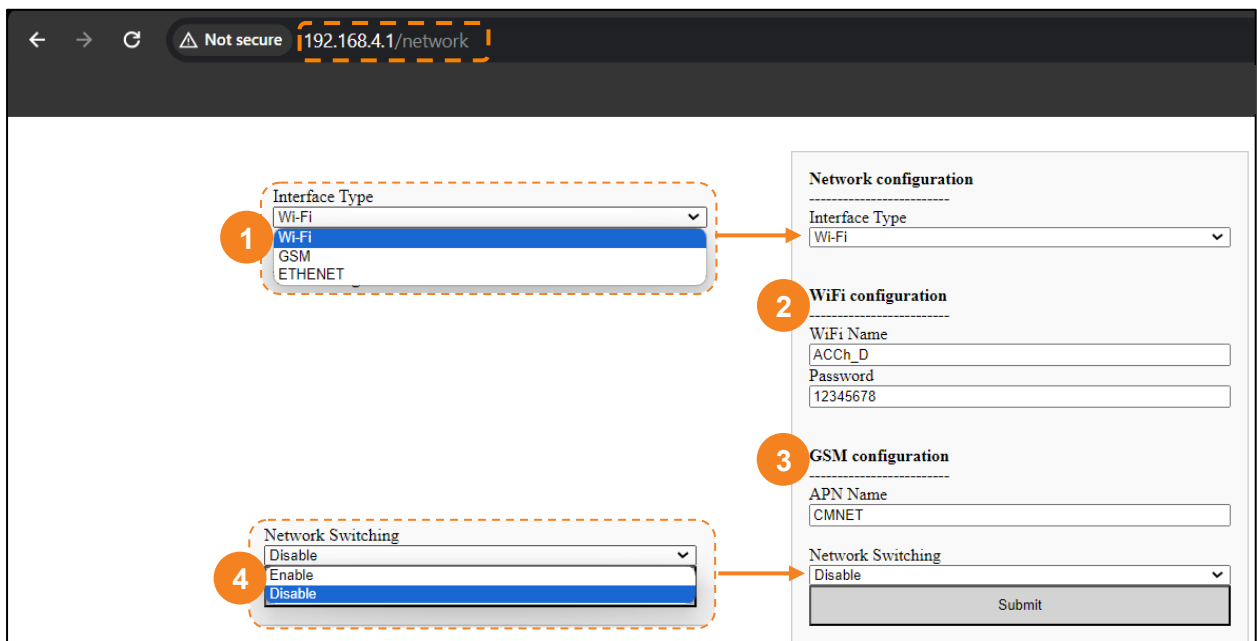 Not secure 192.168.4.1/network
Interface Type
Wi-Fi
Wi-Fi
GSM
ETHENET
1
Network configuration
-------------------------
Interface Type
Wi-Fi
2
WiFi configuration
-------------------------
WiFi Name
ACCh_D
Password
12345678
3
GSM configuration
-------------------------
APN Name
CMNET
Network Switching
Disable
Enable
Disable
4
Network Switching
Disable
Submit